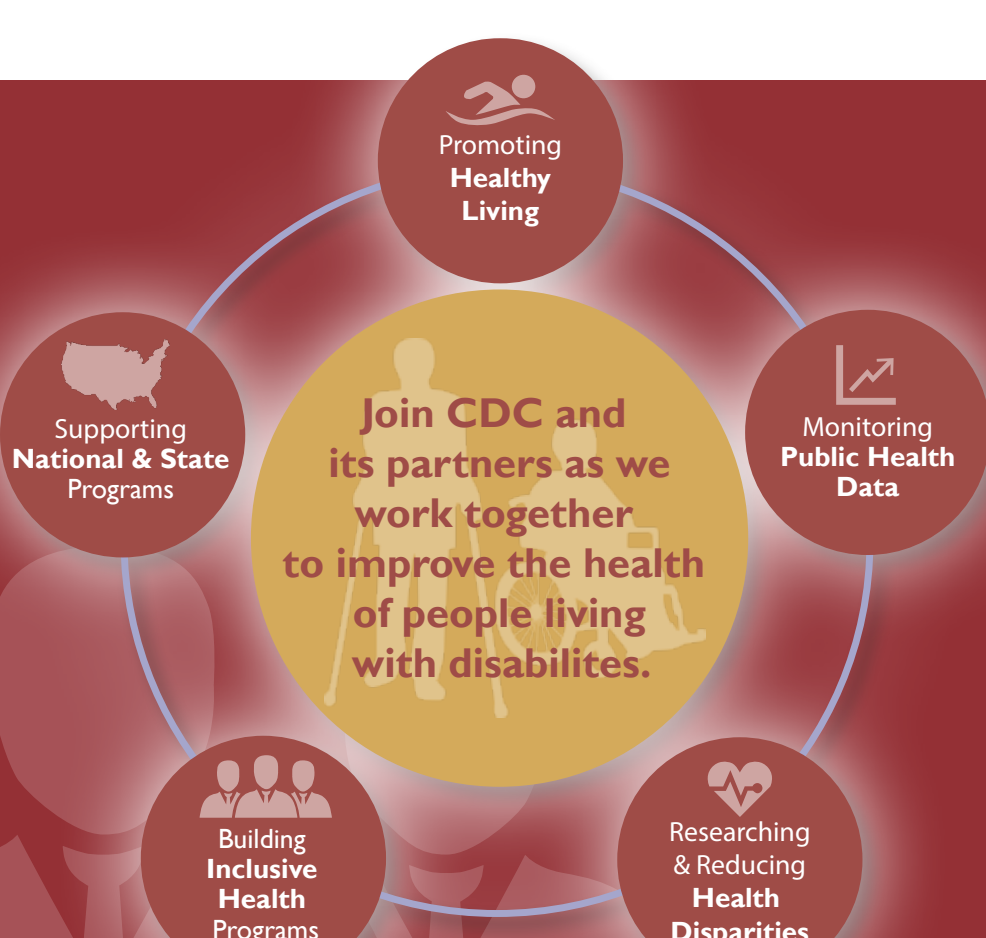 Promoting
Healthy
Living
Supporting
National & State
Programs
Join CDC and
its partners as we
work together
to improve the health
of people living
with disabilites.
Monitoring
Public Health
Data
Building
Inclusive
Health
Programs
Researching
& Reducing
Health
Disparities